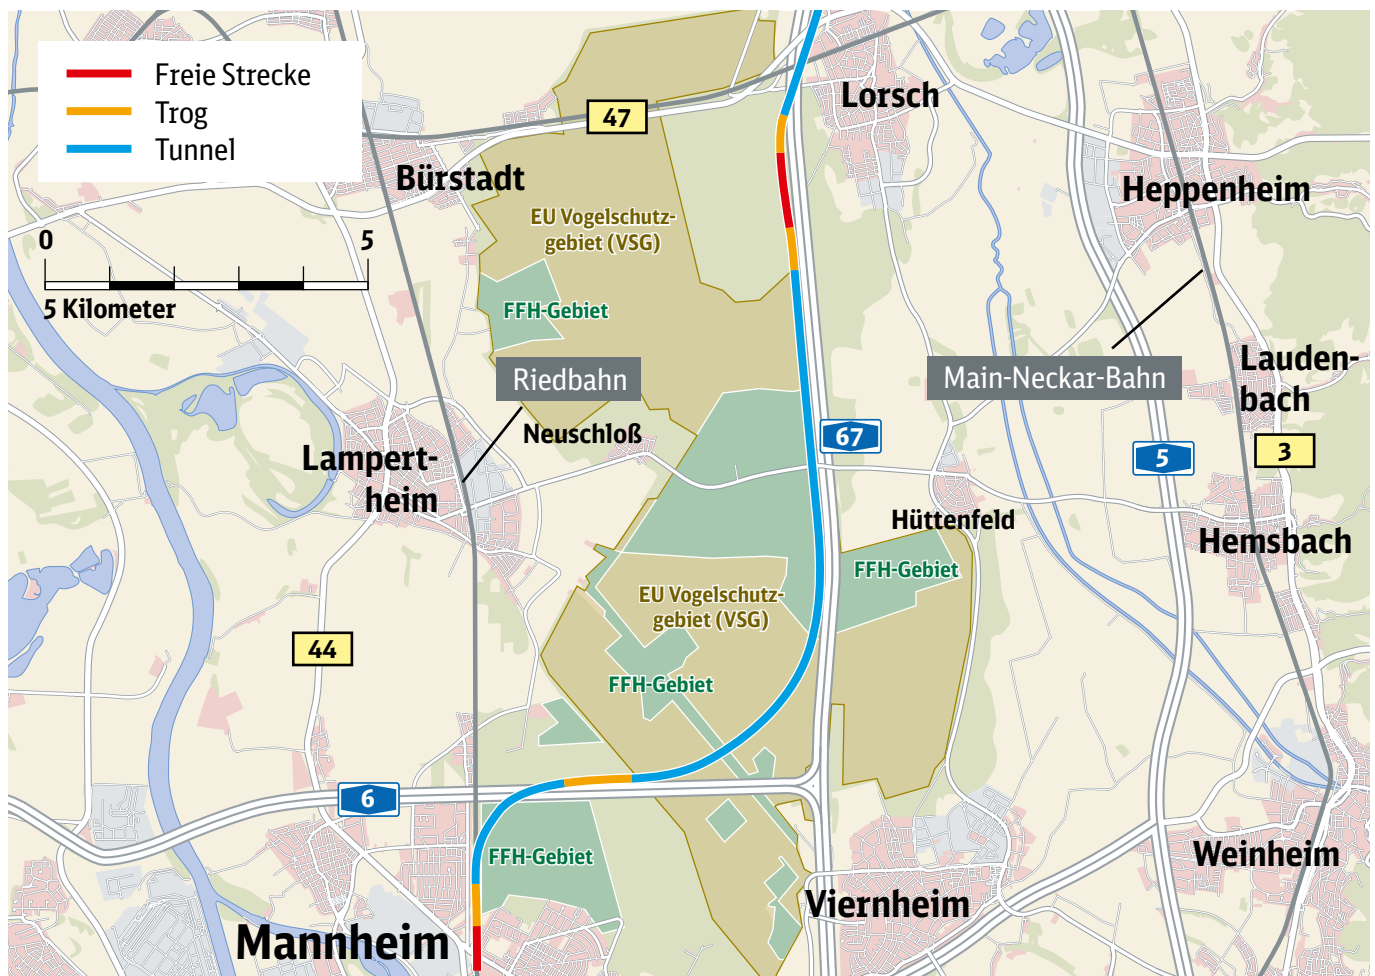 Freie Strecke
Trog
Tunnel
0
5
5 Kilometer
47
Lorsch
Bürstadt
Heppenheim
EU Vogelschutz-
gebiet (VSG)
FFH-Gebiet
Riedbahn
Main-Neckar-Bahn
Lauden-
bach
Neuschloß
67
5
3
Lampert-
heim
Hüttenfeld
Hemsbach
FFH-Gebiet
EU Vogelschutz-
gebiet (VSG)
44
FFH-Gebiet
6
FFH-Gebiet
Weinheim
Viernheim
Mannheim